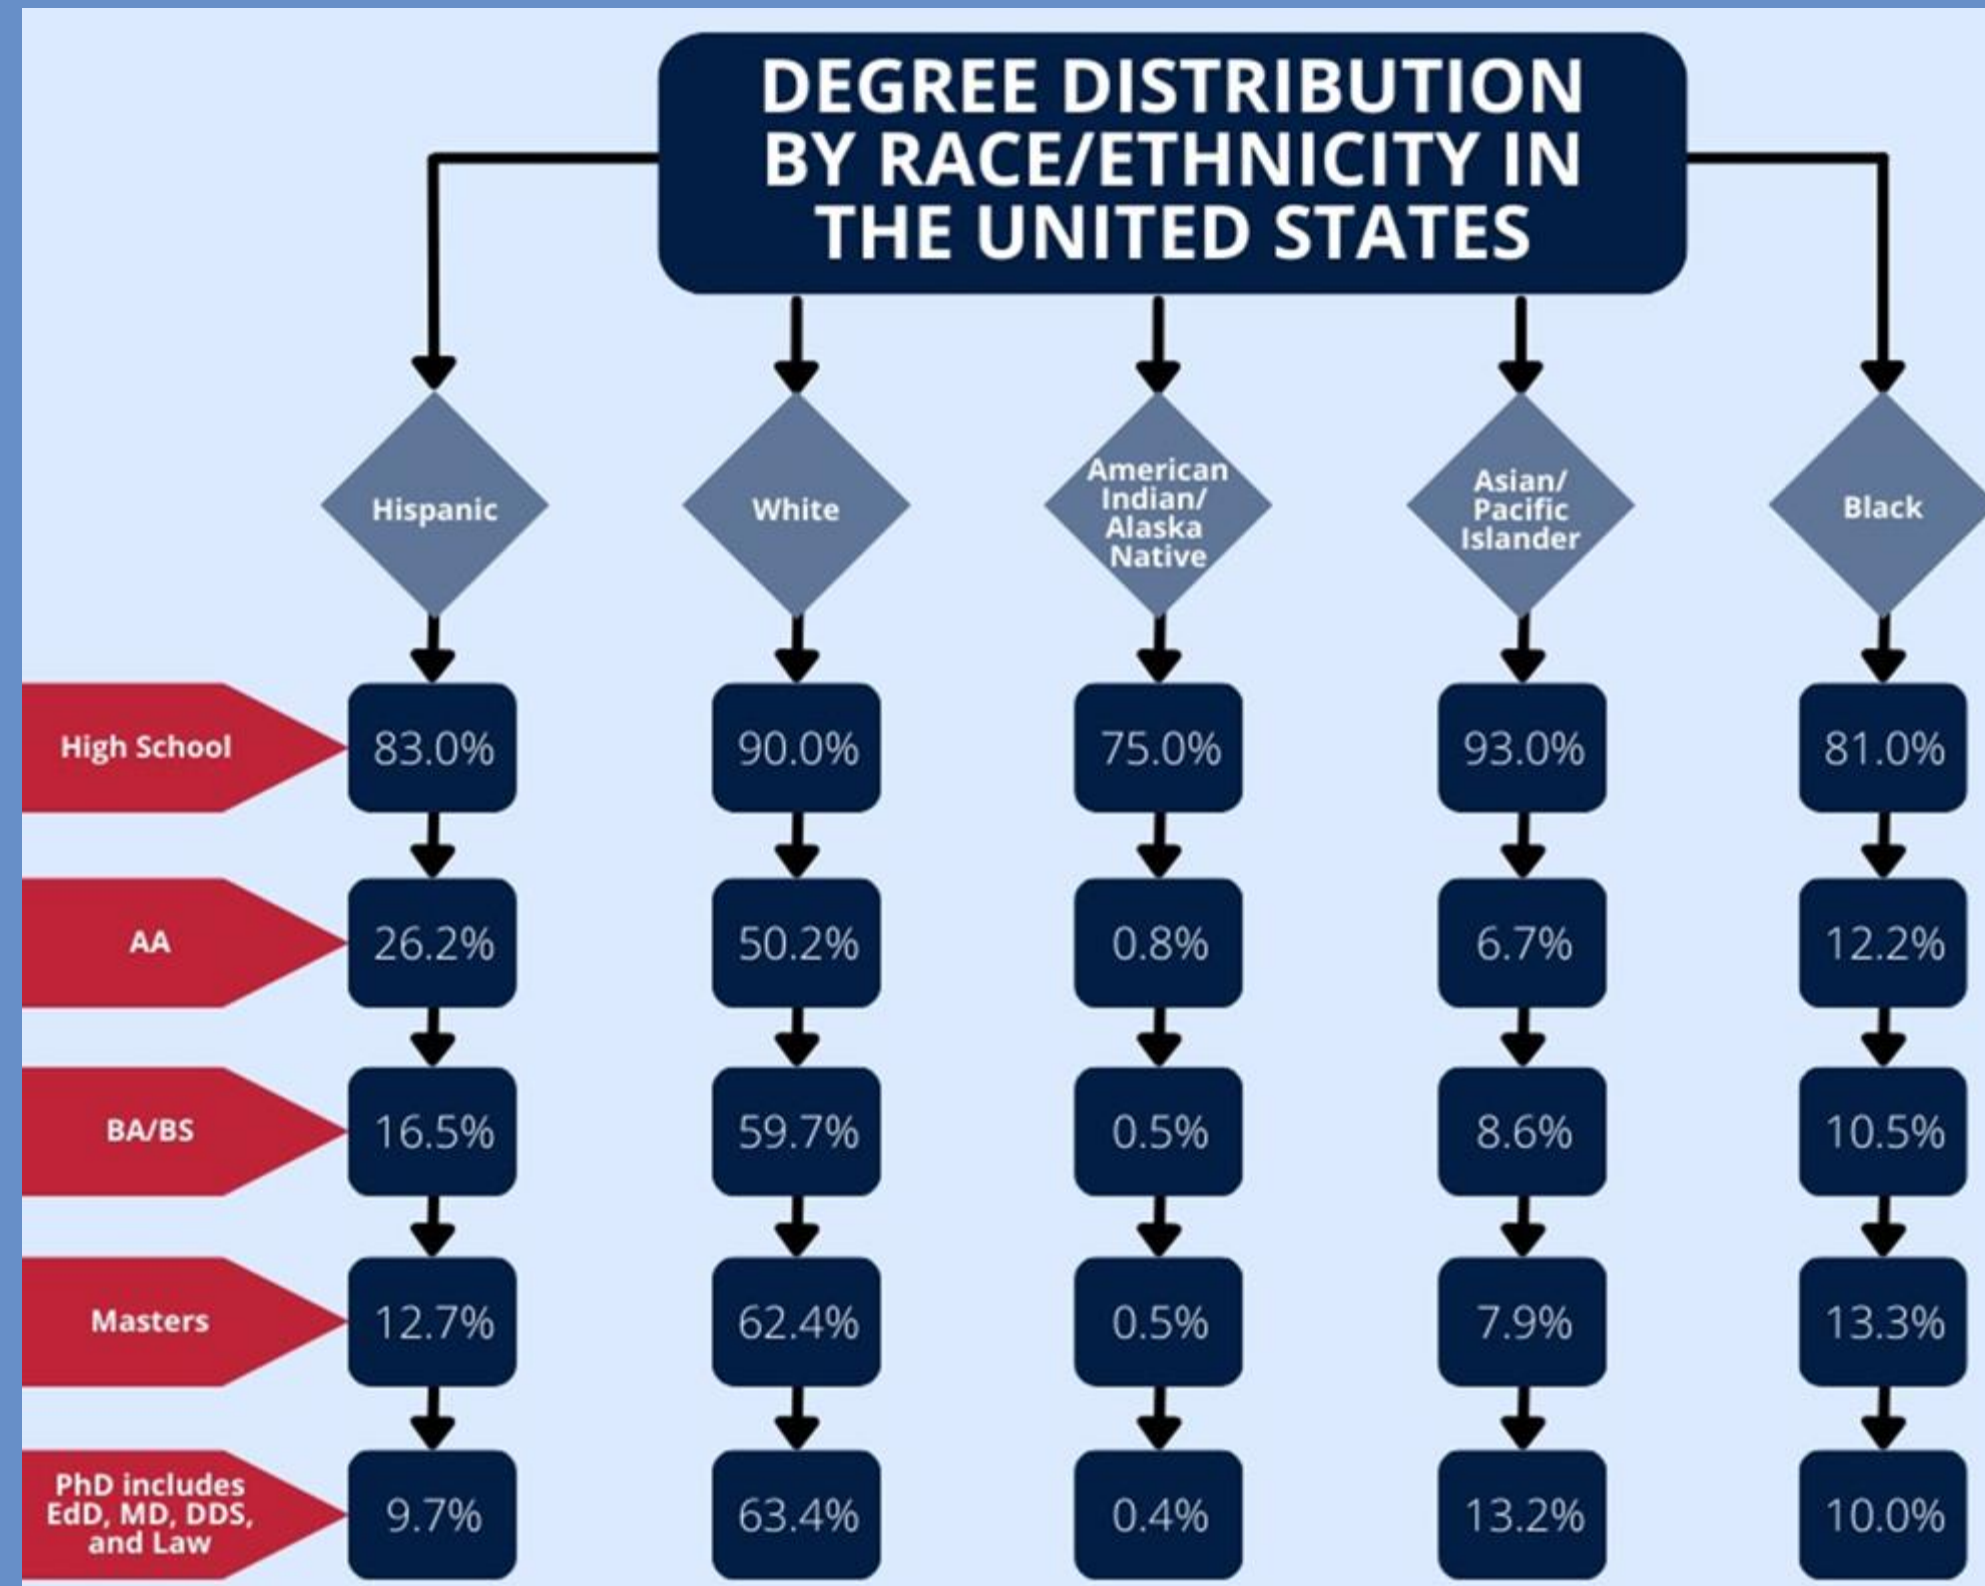 DEGREE DISTRIBUTION
BY RACE/ETHNICITY IN
THE UNITED STATES
Hispanic
White
American
Indian/
Alaska
Native
Asian/
Pacific
Islander
Black
High School
83.0%
90.0%
75.0%
93.0%
81.0%
AA
26.2%
50.2%
0.8%
6.7%
12.2%
BA/BS
16.5%
59.7%
0.5%
8.6%
10.5%
Masters
12.7%
62.4%
0.5%
7.9%
13.3%
PhD includes
EdD, MD, DDS,
and Law
9.7%
63.4%
0.4%
13.2%
10.0%